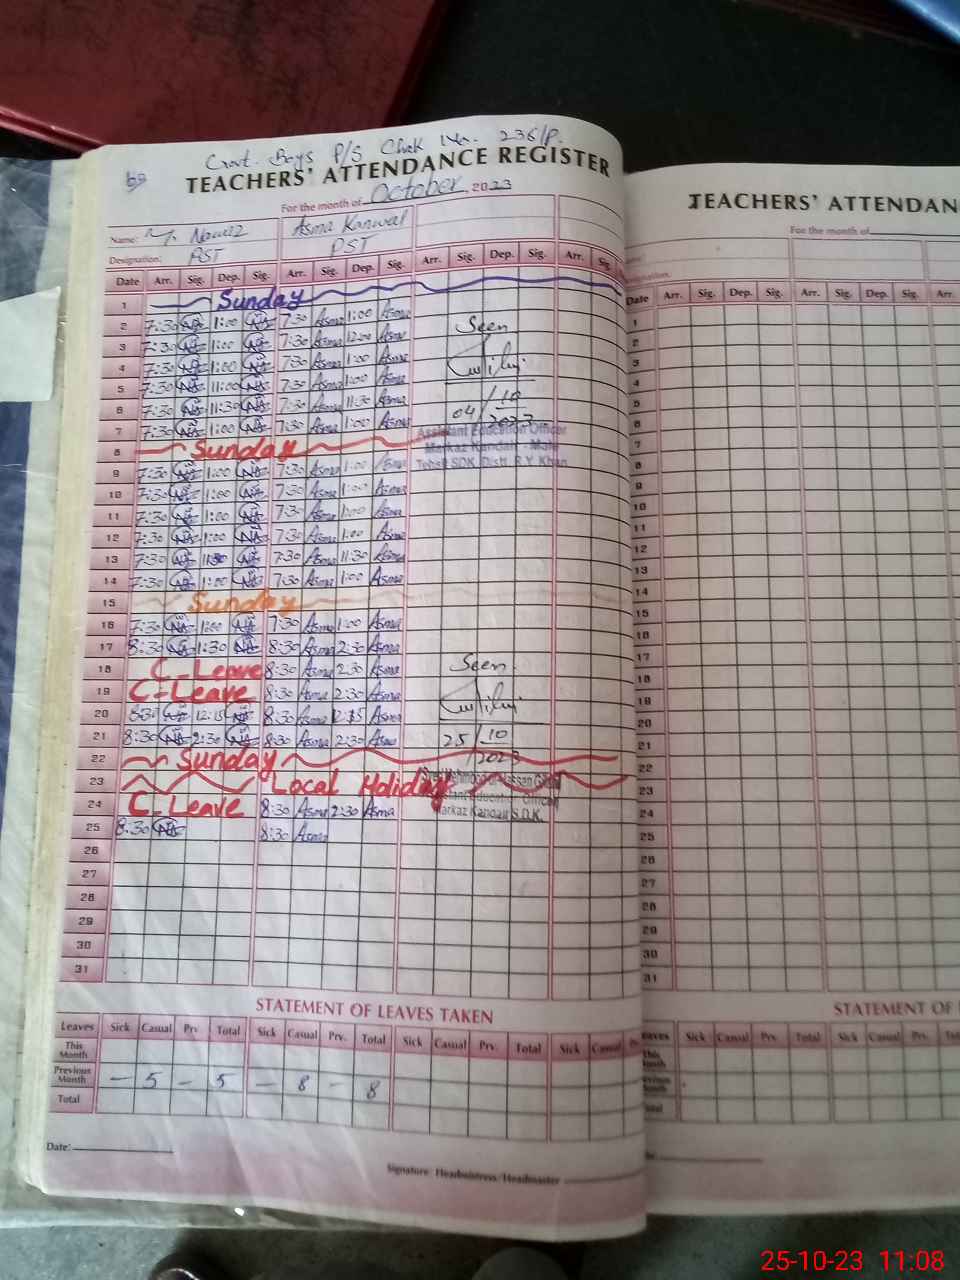 Govt. Boys P/S Chak No. 236/P.
TEACHERS' ATTENDANCE REGISTER
For the month of October, 2023
Name: M. Nawaz Asma Kanwal
Designation: PST PST
Date Arr. Sig. Dep. Sig. Arr. Sig. Dep. Sig. Arr. Sig. Dep. Sig. Arr. Sig.
1 Sunday
2 7:30 1:00 7:30 Asma 1:00 Asma
3 7:30 1:00 7:30 Asma 12:00 Asma
4 7:30 1:00 7:30 Asma 1:00 Asma
5 7:30 11:00 7:30 Asma 1:00 Asma
6 7:30 11:30 7:30 Asma 11:30 Asma
7 7:30 1:00 7:30 Asma 1:00 Asma
Seen
04/10
2023
Assistant Education Officer
Tehsil SDK, Distt. R.Y. Khan
8 Sunday
9 7:30 1:00 7:30 Asma 1:00
10 7:30 1:00 7:30 Asma 1:00 Asma
11 7:30 1:00 7:30 Asma 1:00 Asma
12 7:30 1:00 7:30 Asma 1:00 Asma
13 7:30 11:30 7:30 Asma 11:30 Asma
14 7:30 1:00 7:30 Asma 1:00 Asma
15 Sunday
16 7:30 1:00 7:30 Asma 1:00 Asma
17 8:30 1:30 8:30 Asma 2:30 Asma
18 C-Leave 8:30 Asma 2:30 Asma
19 C-Leave 8:30 Asma 2:30 Asma
20 8:30 12:15 8:30 Asma 12:15 Asma
21 8:30 2:30 8:30 Asma 2:30 Asma
Seen
25/10
2023
22 Sunday
23 Local Holiday
24 C-Leave 8:30 Asma 2:30 Asma
25 8:30 8:30 Asma
26
27
28
29
30
31
Assistant Education Officer
Markaz Kandair S.D.K.
STATEMENT OF LEAVES TAKEN
Leaves Sick Casual Prv. Total Sick Casual Prv. Total Sick Casual Prv. Total Sick Casual
This Month
Previous Month — 5 — 5 — 8 — 8
Total
Date:
Signature: Headmistress/Headmaster
TEACHERS' ATTENDAN
For the month of
Date Arr. Sig. Dep. Sig. Arr. Sig. Dep. Sig. Arr.
1
2
3
4
5
6
7
8
9
10
11
12
13
14
15
16
17
18
19
20
21
22
23
24
25
26
27
28
29
30
31
STATEMENT OF
Sick Casual Prv. Total Sick Casual Prv.
25-10-23 11:08